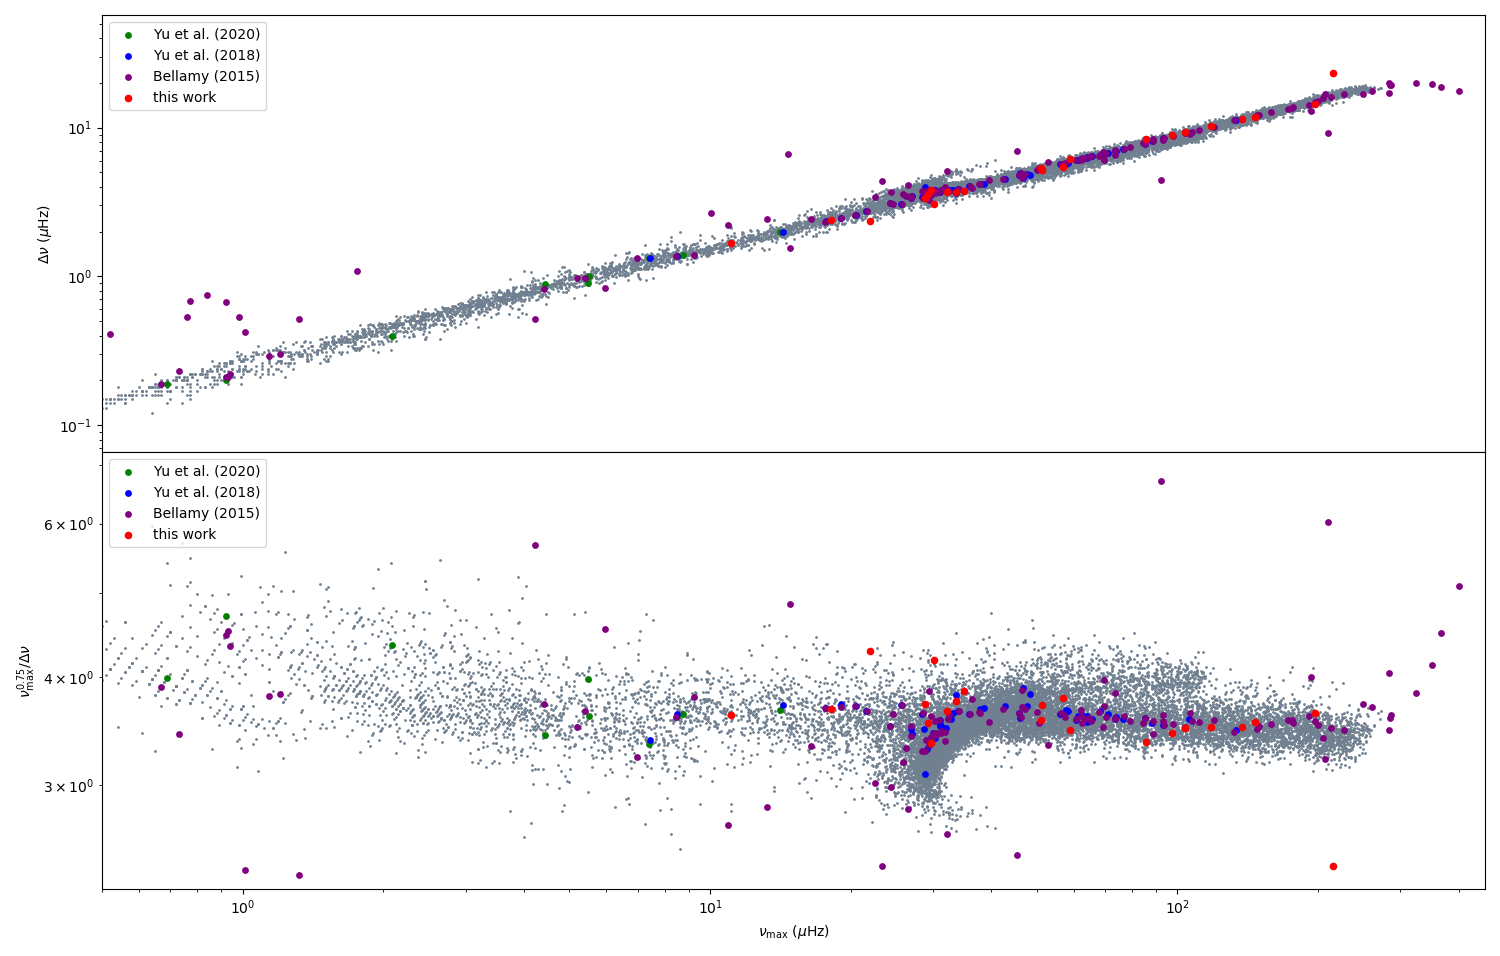 Yu et al. (2020)
Yu et al. (2018)
Bellamy (2015)
this work
10¹
10⁰
10⁻¹
Δν (μHz)
Yu et al. (2020)
Yu et al. (2018)
Bellamy (2015)
this work
6 × 10⁰
4 × 10⁰
3 × 10⁰
ν_max^0.75/Δν
10⁰ 10¹ 10²
ν_max (μHz)